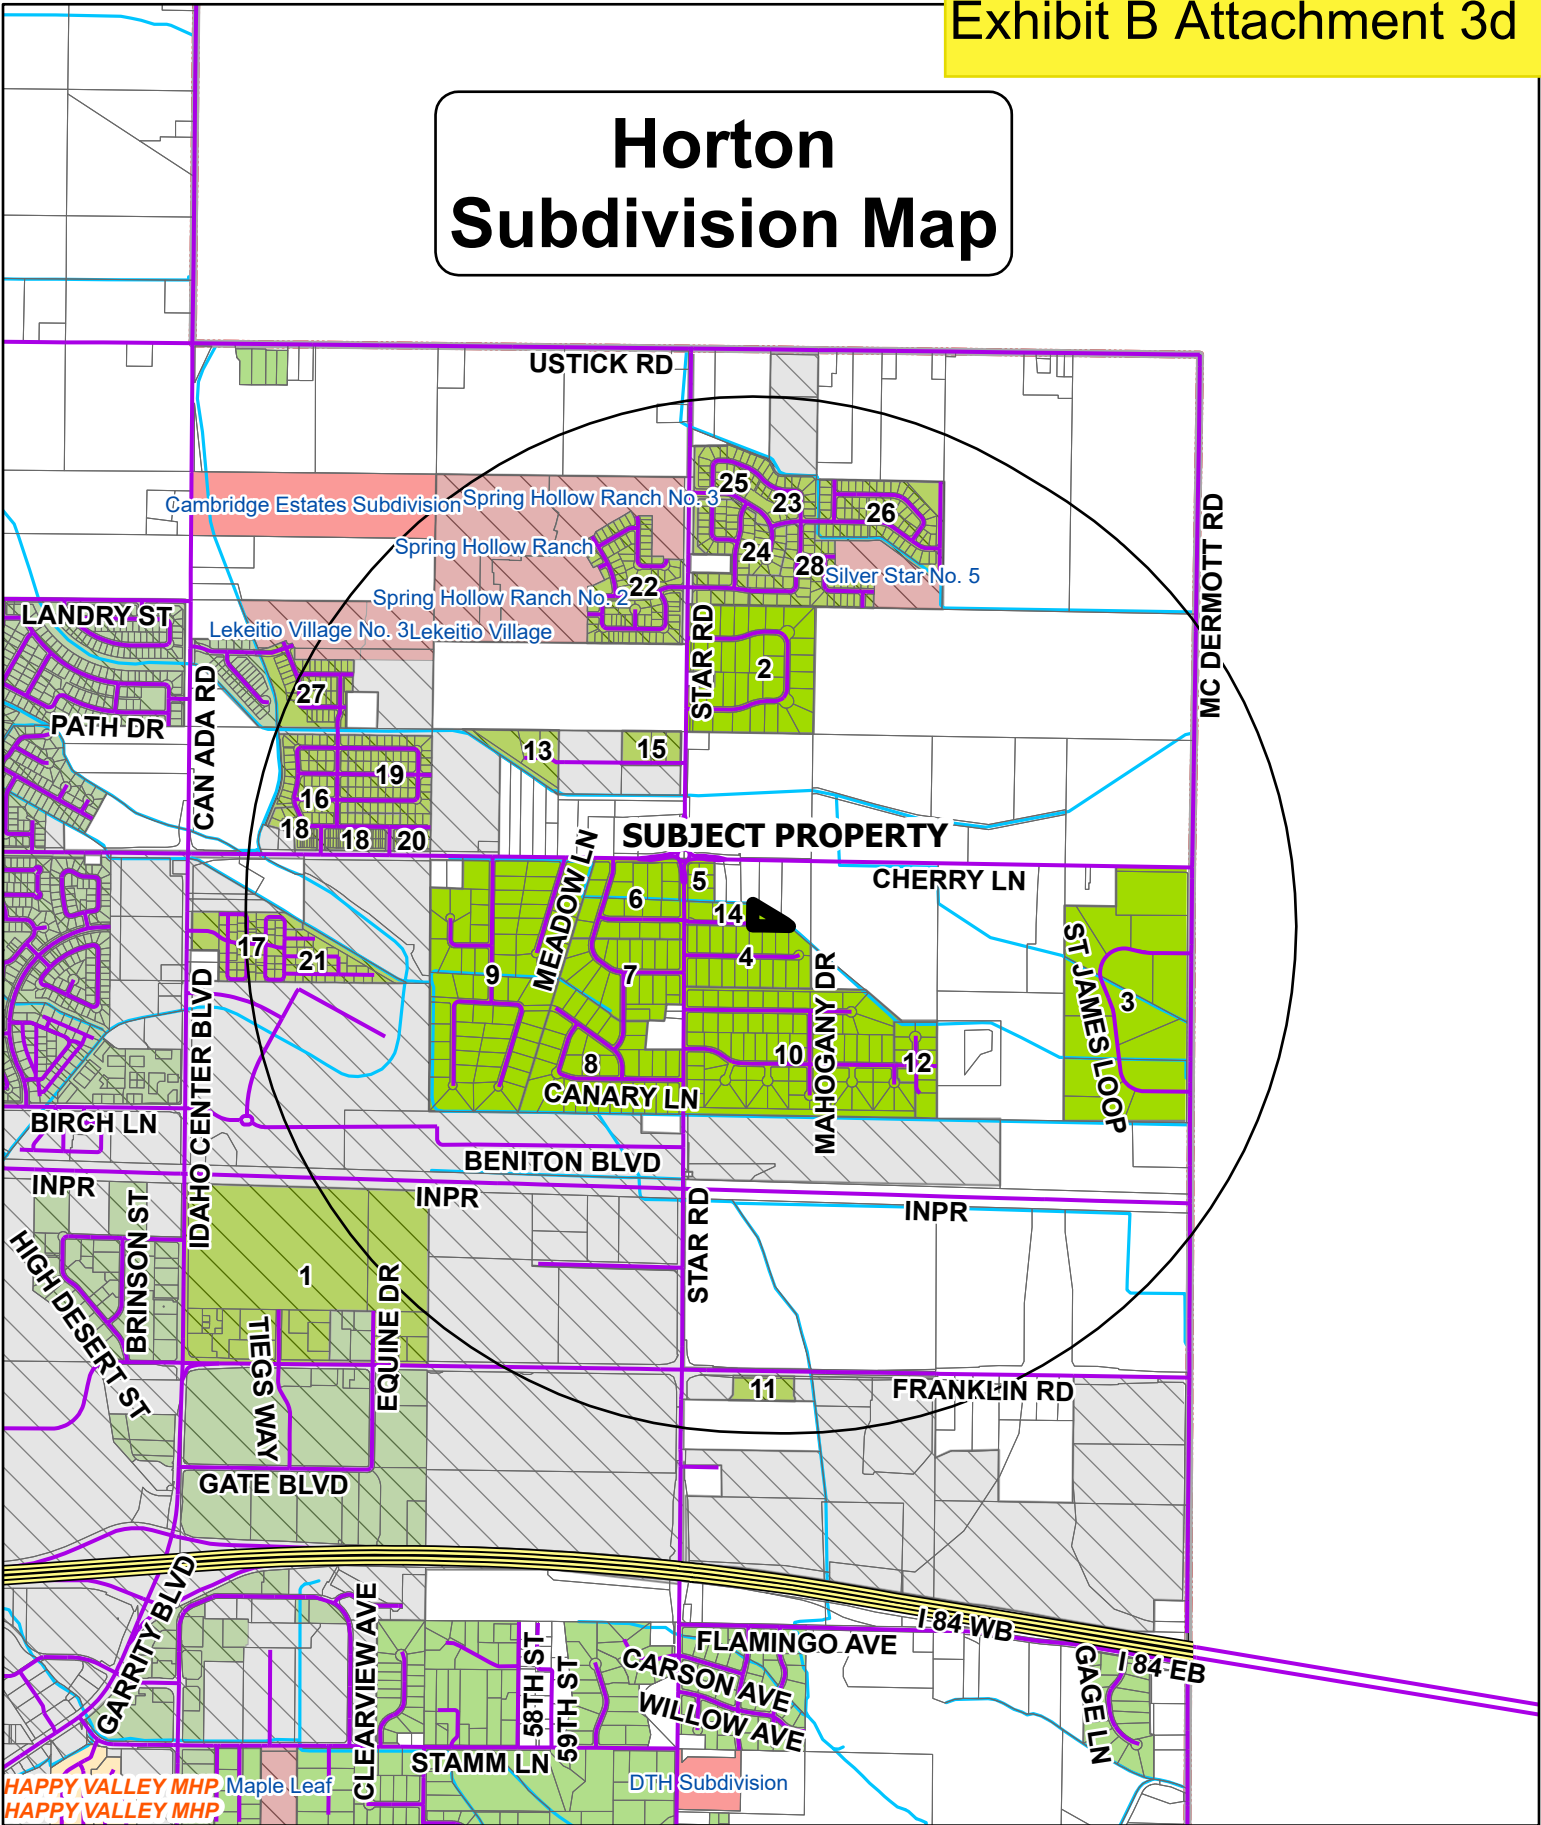 Exhibit B Attachment 3d
Horton
Subdivision Map
USTICK RD
Cambridge Estates Subdivision
Spring Hollow Ranch No. 3
25
23
26
MC DERMOTT RD
Spring Hollow Ranch
24
28
Silver Star No. 5
22
Spring Hollow Ranch No. 2
LANDRY ST
Lekeitio Village No. 3
Lekeitio Village
STAR RD
2
27
CAN ADA RD
PATH DR
13
15
19
16
18
18
20
SUBJECT PROPERTY
MEADOW LN
CHERRY LN
5
6
14
17
21
9
7
4
ST JAMES LOOP
3
IDAHO CENTER BLVD
MAHOGANY DR
8
10
12
CANARY LN
BIRCH LN
BENITON BLVD
INPR
INPR
INPR
BRINSON ST
STAR RD
HIGH DESERT ST
1
EQUINE DR
TIEGS WAY
11
FRANKLIN RD
GATE BLVD
GARRITY BLVD
CLEARVIEW AVE
58TH ST
59TH ST
FLAMINGO AVE
I 84 WB
I 84 EB
CARSON AVE
WILLOW AVE
GAGE LN
STAMM LN
HAPPY VALLEY MHP
HAPPY VALLEY MHP
Maple Leaf
DTH Subdivision